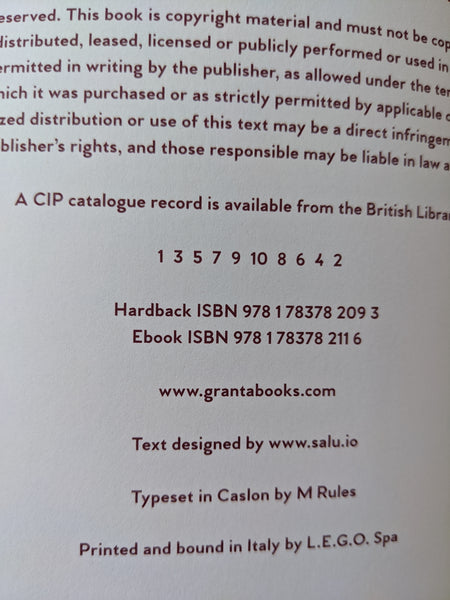 eserved. This book is copyright material and must not be cop
distributed, leased, licensed or publicly performed or used in
ermitted in writing by the publisher, as allowed under the ter
hich it was purchased or as strictly permitted by applicable c
zed distribution or use of this text may be a direct infringem
blisher's rights, and those responsible may be liable in law a
A CIP catalogue record is available from the British Librar
1 3 5 7 9 10 8 6 4 2
Hardback ISBN 978 1 78378 209 3
Ebook ISBN 978 1 78378 211 6
www.grantabooks.com
Text designed by www.salu.io
Typeset in Caslon by M Rules
Printed and bound in Italy by L.E.G.O. Spa